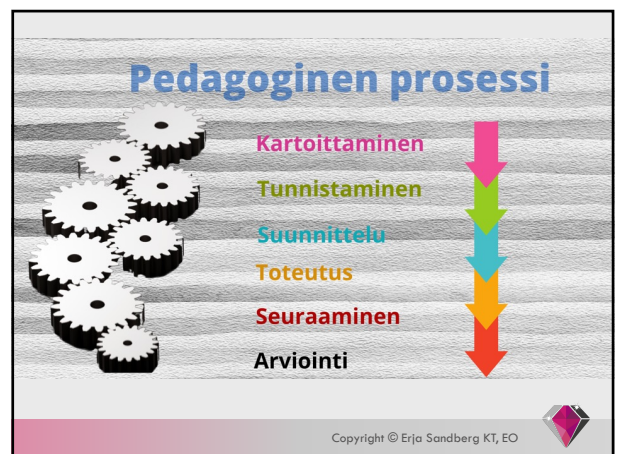 Pedagoginen prosessi
Kartoittaminen
Tunnistaminen
Suunnittelu
Toteutus
Seuraaminen
Arviointi
Copyright © Erja Sandberg KT, EO